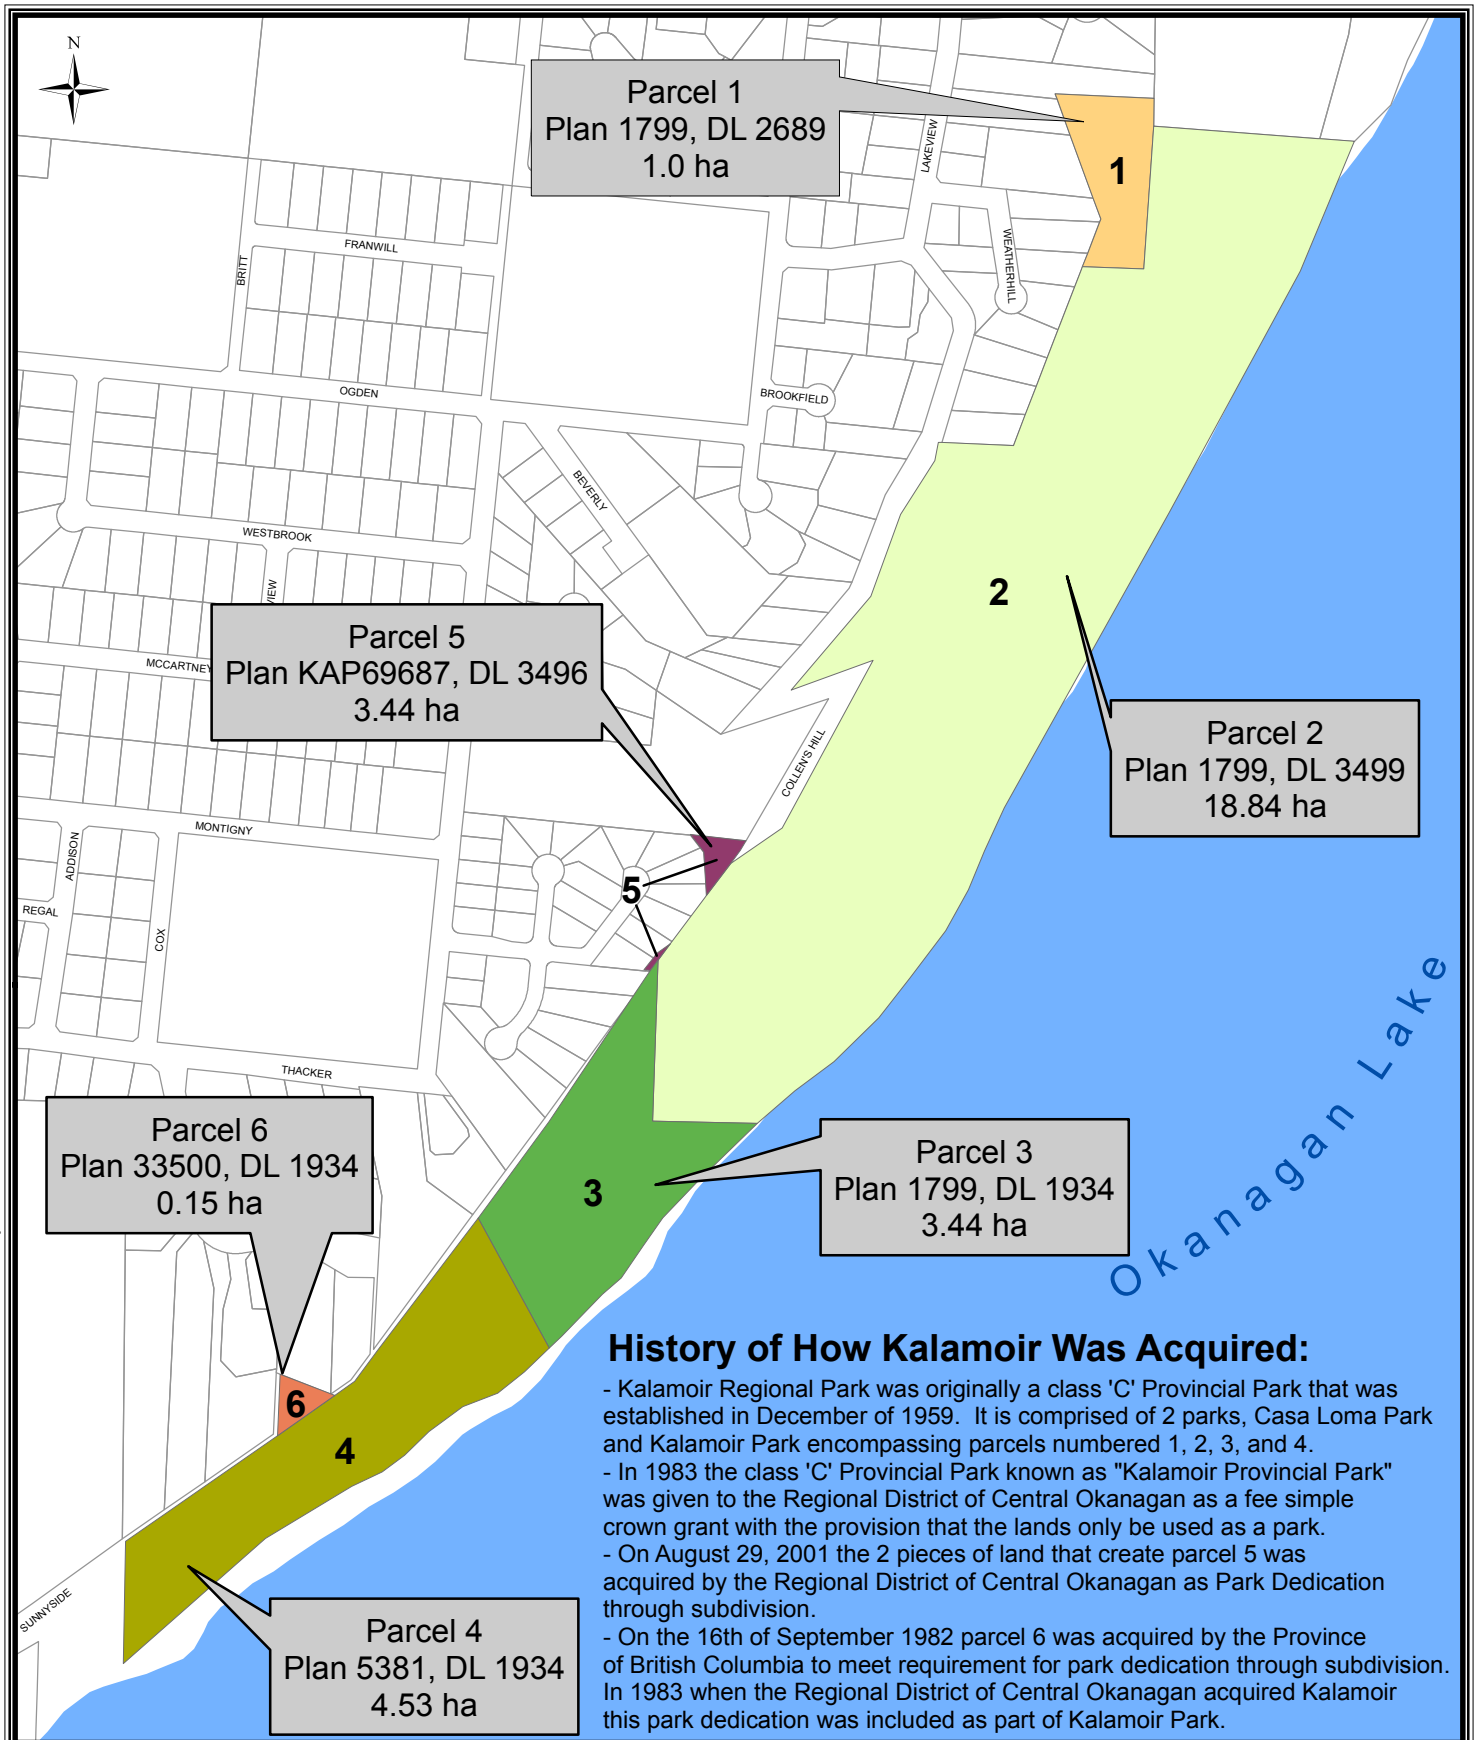 N
Parcel 1
Plan 1799, DL 2689
1.0 ha
1
LAKEVIEW
WEATHERHILL
FRANWILL
BRITT
OGDEN
BROOKFIELD
BEVERLY
WESTBROOK
VIEW
2
Parcel 5
Plan KAP69687, DL 3496
3.44 ha
MCCARTNEY
Parcel 2
Plan 1799, DL 3499
18.84 ha
COLLEN'S HILL
MONTIGNY
ADDISON
5
REGAL
COX
Okanagan Lake
THACKER
Parcel 6
Plan 33500, DL 1934
0.15 ha
3
Parcel 3
Plan 1799, DL 1934
3.44 ha
6
4
SUNNYSIDE
Parcel 4
Plan 5381, DL 1934
4.53 ha
History of How Kalamoir Was Acquired:
- Kalamoir Regional Park was originally a class 'C' Provincial Park that was
established in December of 1959.  It is comprised of 2 parks, Casa Loma Park
and Kalamoir Park encompassing parcels numbered 1, 2, 3, and 4.
- In 1983 the class 'C' Provincial Park known as "Kalamoir Provincial Park"
was given to the Regional District of Central Okanagan as a fee simple
crown grant with the provision that the lands only be used as a park.
- On August 29, 2001 the 2 pieces of land that create parcel 5 was
acquired by the Regional District of Central Okanagan as Park Dedication
through subdivision.
- On the 16th of September 1982 parcel 6 was acquired by the Province
of British Columbia to meet requirement for park dedication through subdivision.
In 1983 when the Regional District of Central Okanagan acquired Kalamoir
this park dedication was included as part of Kalamoir Park.